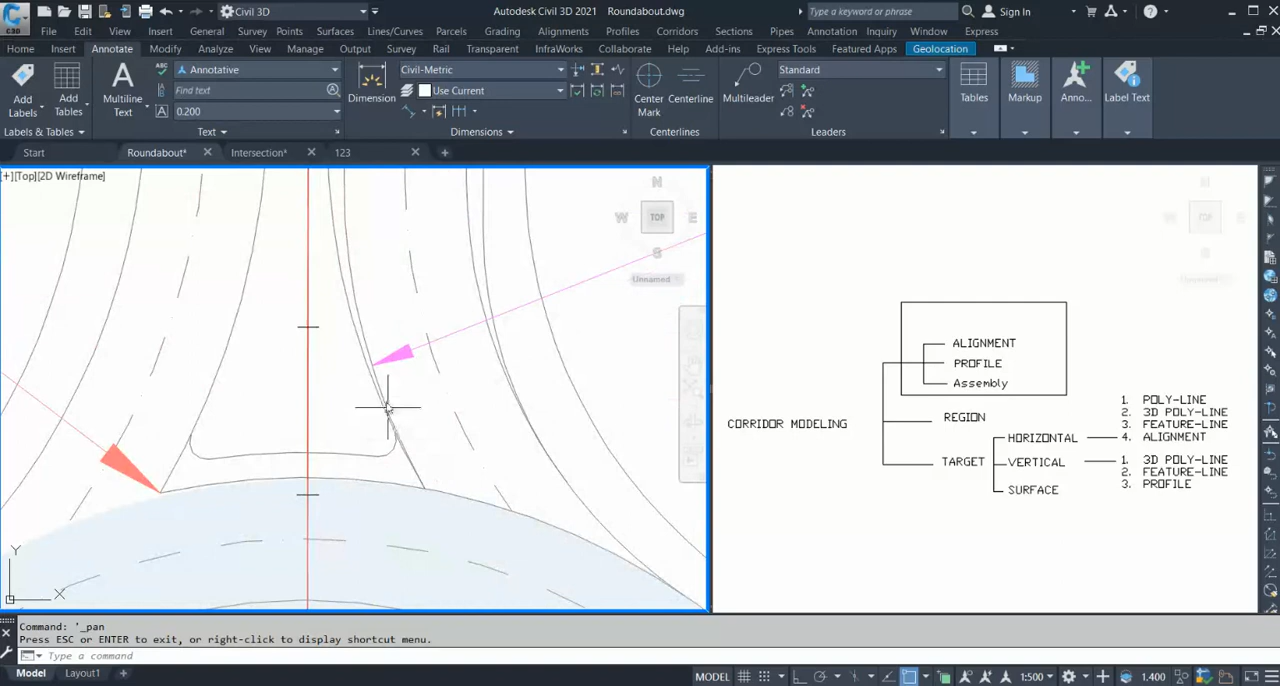 C3D
Civil 3D
Autodesk Civil 3D 2021 Roundabout.dwg
Type a keyword or phrase
Sign In
File Edit View Insert General Survey Points Surfaces Lines/Curves Parcels Grading Alignments Profiles Corridors Sections Pipes Annotation Inquiry Window Express
Home Insert Annotate Modify Analyze View Manage Output Survey Rail Transparent InfraWorks Collaborate Help Add-ins Express Tools Featured Apps Geolocation
Add Labels
Add Tables
Labels & Tables
Multiline Text
Annotative
Find text
0.200
Text
Dimension
Civil-Metric
Use Current
Dimensions
Center Mark
Centerline
Centerlines
Multileader
Standard
Leaders
Tables
Markup
Anno...
Label Text
Start
Roundabout*
Intersection*
123
[+][Top][2D Wireframe]
N
W
TOP
E
S
Unnamed
Y
X
N
W
TOP
E
S
CORRIDOR MODELING
ALIGNMENT
PROFILE
Assembly
REGION
TARGET
HORIZONTAL
1. POLY-LINE
2. 3D POLY-LINE
3. FEATURE-LINE
4. ALIGNMENT
VERTICAL
1. 3D POLY-LINE
2. FEATURE-LINE
3. PROFILE
SURFACE
Command: '_pan
Press ESC or ENTER to exit, or right-click to display shortcut menu.
Type a command
Model
Layout1
MODEL
1:500
1.400